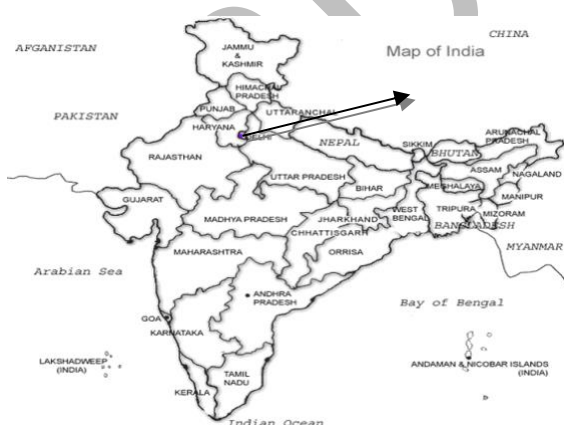 CHINA
AFGANISTAN
JAMMU
&
KASHMIR
Map of India
HIMACHAL
PRADESH
PUNJAB
UTTARANCHAL
PAKISTAN
HARYANA
DELHI
NEPAL
SIKKIM
ARUNACHAL
PRADESH
BHUTAN
RAJASTHAN
ASSAM
NAGALAND
UTTAR PRADESH
BIHAR
MEGHALAYA
MANIPUR
GUJARAT
MADHYA PRADESH
JHARKHAND
WEST
BENGAL
TRIPURA
MIZORAM
BANGLADESH
CHHATTISGARH
MAHARASHTRA
ORRISA
MYANMAR
Arabian Sea
ANDHRA
PRADESH
Bay of Bengal
GOA
KARNATAKA
LAKSHADWEEP
(INDIA)
ANDAMAN & NICOBAR ISLANDS
(INDIA)
TAMIL
NADU
KERALA
Indian Ocean